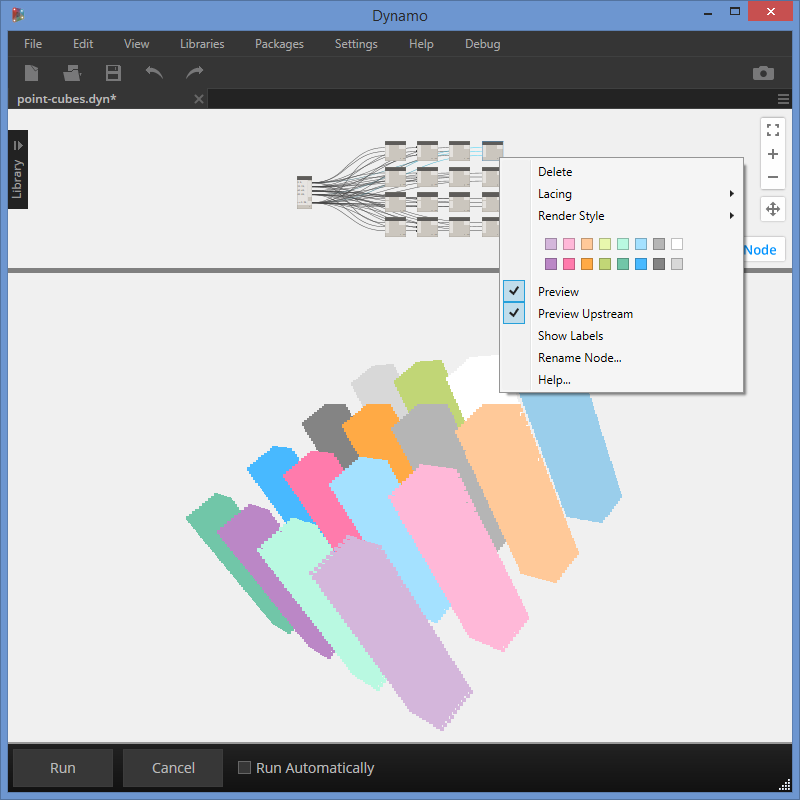 Dynamo
File Edit View Libraries Packages Settings Help Debug
point-cubes.dyn*
Library
Delete
Lacing
Render Style
Node
Preview
Preview Upstream
Show Labels
Rename Node...
Help...
Run Cancel Run Automatically